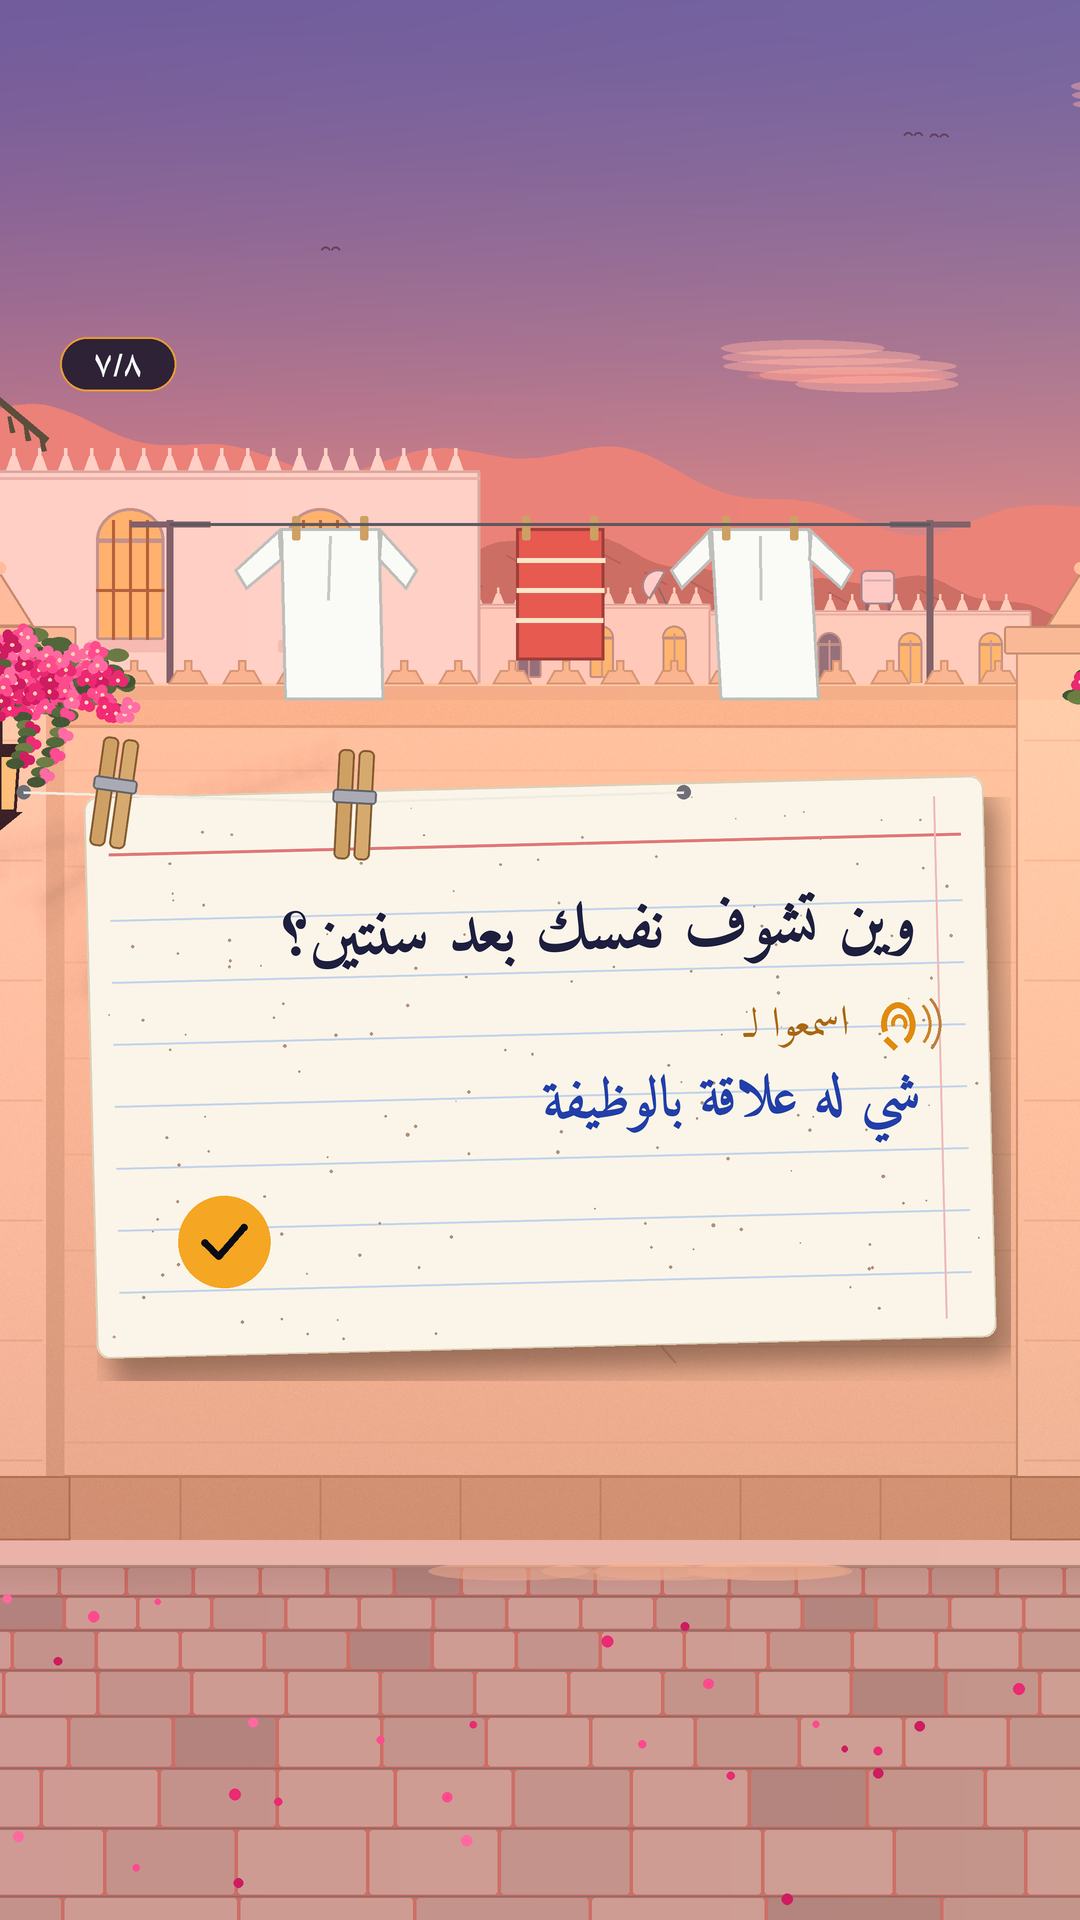 ٧/٨
وين تشوف نفسك بعد سنتين؟
اسمعوا لـ
شي له علاقة بالوظيفة